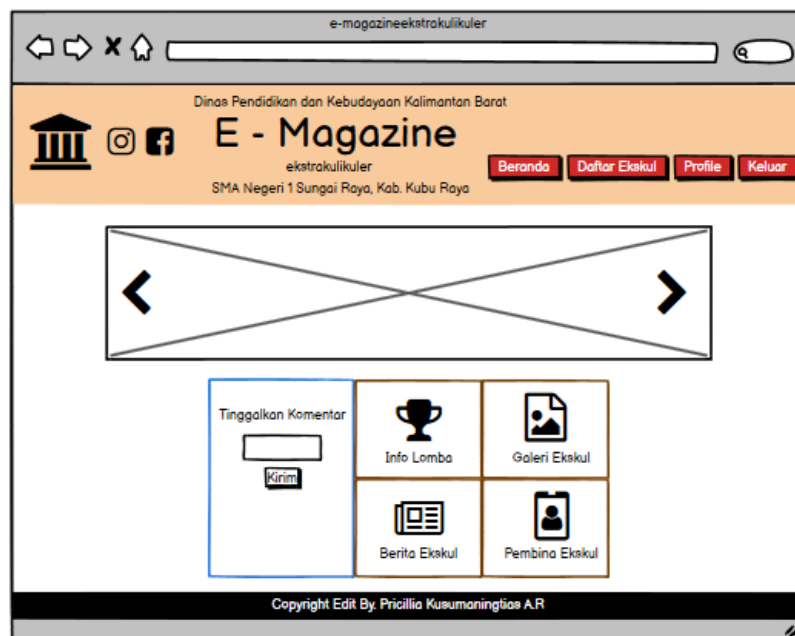 e-magazineekstrakulikuler
Dinas Pendidikan dan Kebudayaan Kalimantan Barat
E - Magazine
ekstrakulikuler
SMA Negeri 1 Sungai Raya, Kab. Kubu Raya
Beranda Daftar Ekskul Profile Keluar
Tinggalkan Komentar
Kirim
Info Lomba
Galeri Ekskul
Berita Ekskul
Pembina Ekskul
Copyright Edit By. Pricillia Kusumaningtias A.R